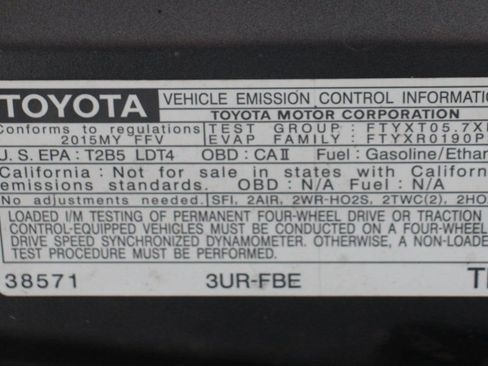 TOYOTA VEHICLE EMISSION CONTROL INFORMATIO
TOYOTA MOTOR CORPORATION
Conforms to regulations TEST GROUP : FTYXT05.7X
2015MY FFV EVAP FAMILY : FTYXR0190P
U.S. EPA : T2B5 LDT4 OBD : CAⅡ Fuel : Gasoline/Ethan
California : Not for sale in states with Californ
emissions standards. OBD : N/A Fuel : N/A
No adjustments needed. SFI, 2AIR, 2WR-HO2S, 2TWC(2), 2HO
LOADED I/M TESTING OF PERMANENT FOUR-WHEEL DRIVE OR TRACTION
CONTROL-EQUIPPED VEHICLES MUST BE CONDUCTED ON A FOUR-WHEEL
DRIVE SPEED SYNCHRONIZED DYNAMOMETER. OTHERWISE, A NON-LOADE
TEST PROCEDURE MUST BE PERFORMED.
38571 3UR-FBE T